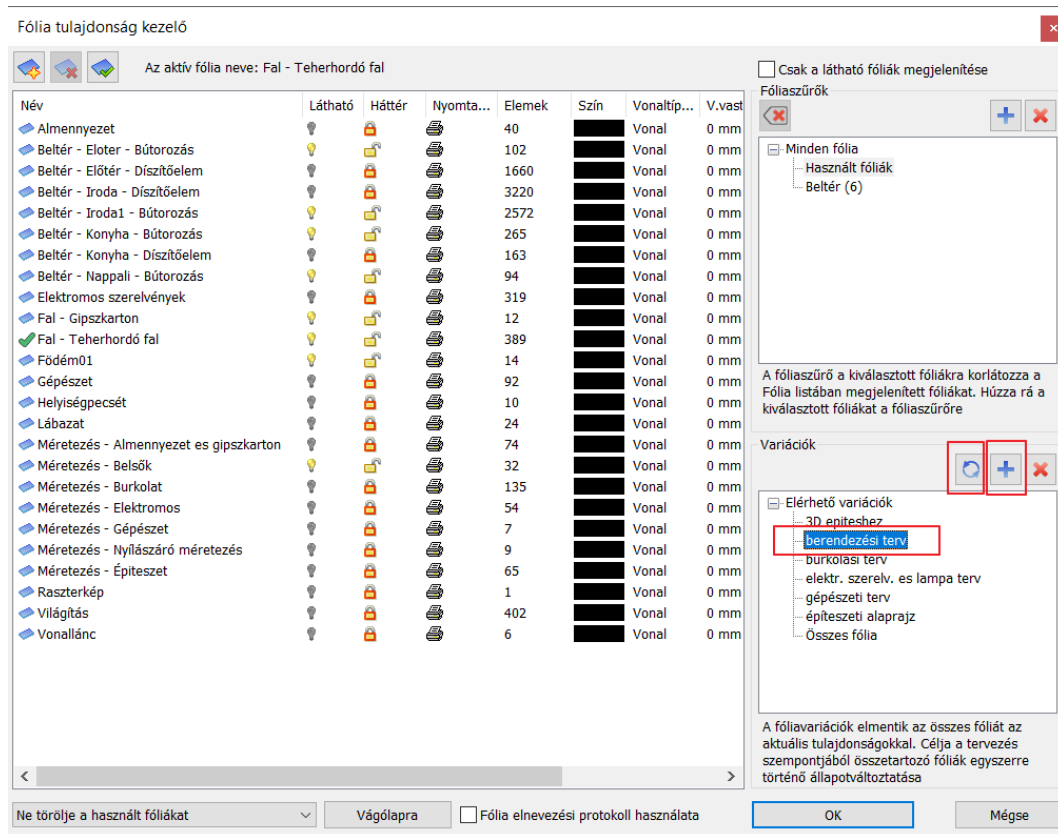 Fólia tulajdonság kezelő
Az aktív fólia neve: Fal - Teherhordó fal
Csak a látható fóliák megjelenítése
Név Látható Háttér Nyomta... Elemek Szín Vonaltíp... V.vast
Almennyezet 40 Vonal 0 mm
Beltér - Eloter - Bútorozás 102 Vonal 0 mm
Beltér - Előtér - Díszítőelem 1660 Vonal 0 mm
Beltér - Iroda - Díszítőelem 3220 Vonal 0 mm
Beltér - Iroda1 - Bútorozás 2572 Vonal 0 mm
Beltér - Konyha - Bútorozás 265 Vonal 0 mm
Beltér - Konyha - Díszítőelem 163 Vonal 0 mm
Beltér - Nappali - Bútorozás 94 Vonal 0 mm
Elektromos szerelvények 319 Vonal 0 mm
Fal - Gipszkarton 12 Vonal 0 mm
Fal - Teherhordó fal 389 Vonal 0 mm
Födém01 14 Vonal 0 mm
Gépészet 92 Vonal 0 mm
Helyiségpecsét 10 Vonal 0 mm
Lábazat 24 Vonal 0 mm
Méretezés - Almennyezet es gipszkarton 74 Vonal 0 mm
Méretezés - Belsők 32 Vonal 0 mm
Méretezés - Burkolat 135 Vonal 0 mm
Méretezés - Elektromos 54 Vonal 0 mm
Méretezés - Gépészet 7 Vonal 0 mm
Méretezés - Nyílászáró méretezés 9 Vonal 0 mm
Méretezés - Épiteszet 65 Vonal 0 mm
Raszterkép 1 Vonal 0 mm
Világítás 402 Vonal 0 mm
Vonallánc 6 Vonal 0 mm
Fóliaszűrők
Minden fólia
Használt fóliák
Beltér (6)
A fóliaszűrő a kiválasztott fóliákra korlátozza a
Fólia listában megjelenített fóliákat. Húzza rá a
kiválasztott fóliákat a fóliaszűrőre
Variációk
Elérhető variációk
3D epiteshez
berendezési terv
burkolási terv
elektr. szerelv. es lampa terv
gépészeti terv
építeszeti alaprajz
Összes fólia
A fóliavariációk elmentik az összes fóliát az
aktuális tulajdonságokkal. Célja a tervezés
szempontjából összetartozó fóliák egyszerre
történő állapotváltoztatása
Ne törölje a használt fóliákat Vágólapra Fólia elnevezési protokoll használata OK Mégse